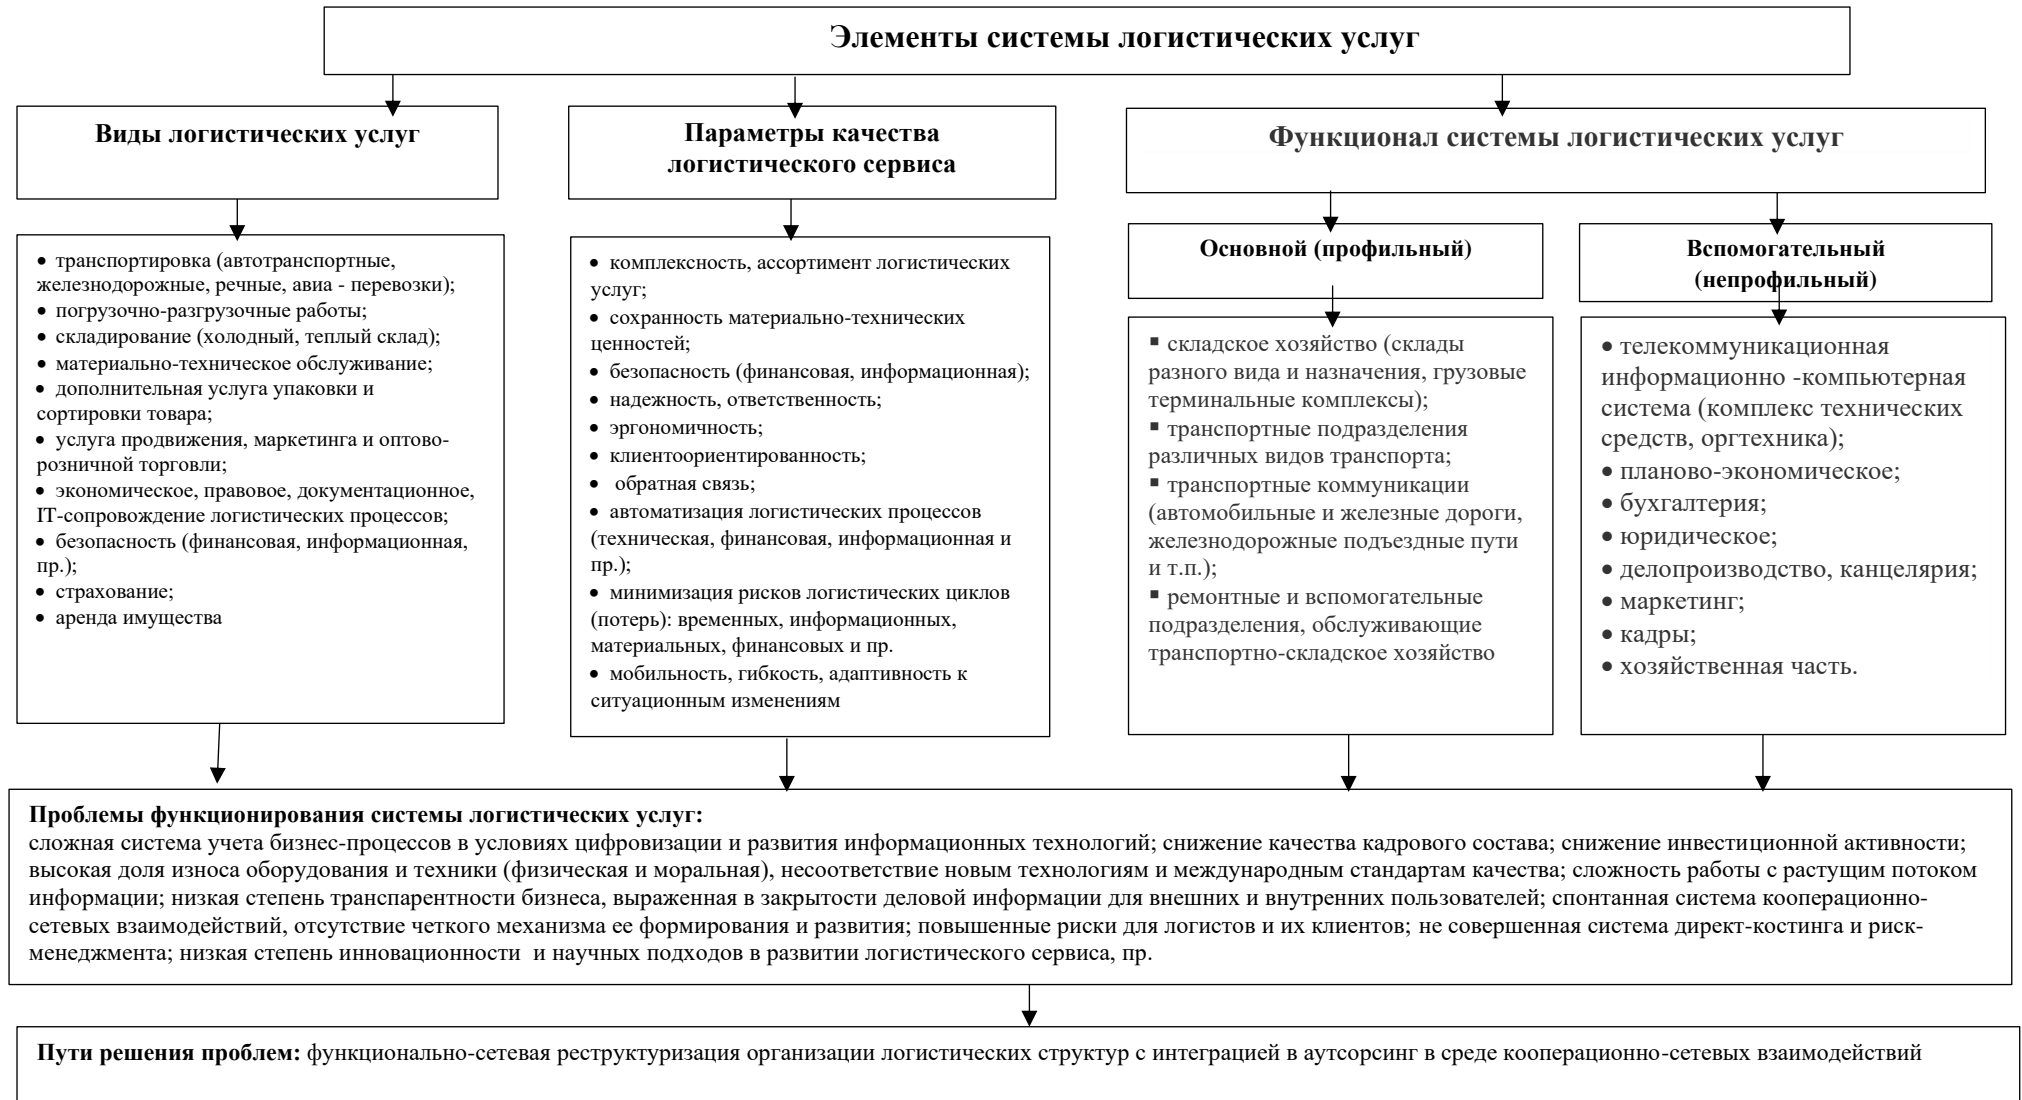 Элементы системы логистических услуг
Виды логистических услуг
• транспортировка (автотранспортные,
железнодорожные, речные, авиа - перевозки);
• погрузочно-разгрузочные работы;
• складирование (холодный, теплый склад);
• материально-техническое обслуживание;
• дополнительная услуга упаковки и
сортировки товара;
• услуга продвижения, маркетинга и оптово-
розничной торговли;
• экономическое, правовое, документационное,
IT-сопровождение логистических процессов;
• безопасность (финансовая, информационная,
пр.);
• страхование;
• аренда имущества
Параметры качества
логистического сервиса
• комплексность, ассортимент логистических
услуг;
• сохранность материально-технических
ценностей;
• безопасность (финансовая, информационная);
• надежность, ответственность;
• эргономичность;
• клиентоориентированность;
• обратная связь;
• автоматизация логистических процессов
(техническая, финансовая, информационная и
пр.);
• минимизация рисков логистических циклов
(потерь): временных, информационных,
материальных, финансовых и пр.
• мобильность, гибкость, адаптивность к
ситуационным изменениям
Функционал системы логистических услуг
Основной (профильный)
▪ складское хозяйство (склады
разного вида и назначения, грузовые
терминальные комплексы);
▪ транспортные подразделения
различных видов транспорта;
▪ транспортные коммуникации
(автомобильные и железные дороги,
железнодорожные подъездные пути
и т.п.);
▪ ремонтные и вспомогательные
подразделения, обслуживающие
транспортно-складское хозяйство
Вспомогательный
(непрофильный)
• телекоммуникационная
информационно -компьютерная
система (комплекс технических
средств, оргтехника);
• планово-экономическое;
• бухгалтерия;
• юридическое;
• делопроизводство, канцелярия;
• маркетинг;
• кадры;
• хозяйственная часть.
Проблемы функционирования системы логистических услуг:
сложная система учета бизнес-процессов в условиях цифровизации и развития информационных технологий; снижение качества кадрового состава; снижение инвестиционной активности;
высокая доля износа оборудования и техники (физическая и моральная), несоответствие новым технологиям и международным стандартам качества; сложность работы с растущим потоком
информации; низкая степень транспарентности бизнеса, выраженная в закрытости деловой информации для внешних и внутренних пользователей; спонтанная система кооперационно-
сетевых взаимодействий, отсутствие четкого механизма ее формирования и развития; повышенные риски для логистов и их клиентов; не совершенная система директ-костинга и риск-
менеджмента; низкая степень инновационности и научных подходов в развитии логистического сервиса, пр.
Пути решения проблем: функционально-сетевая реструктуризация организации логистических структур с интеграцией в аутсорсинг в среде кооперационно-сетевых взаимодействий